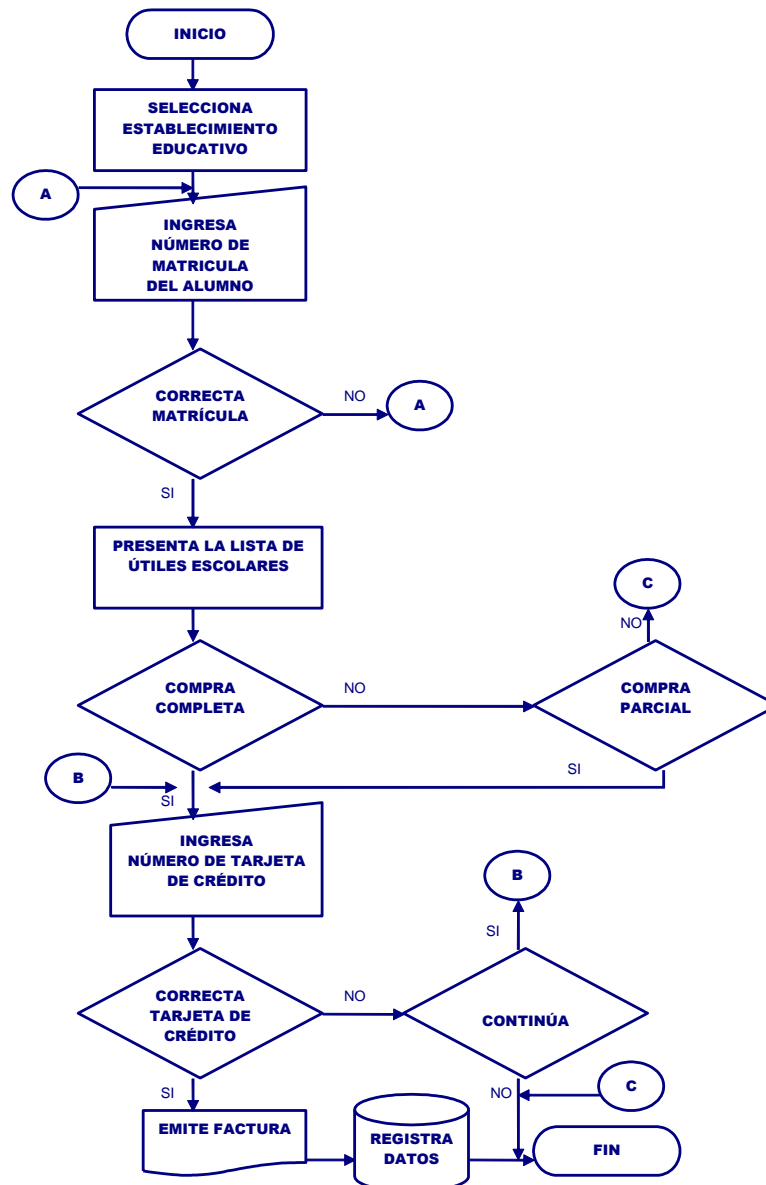 INICIO
SELECCIONA
ESTABLECIMIENTO
EDUCATIVO
A
INGRESA
NÚMERO DE
MATRICULA
DEL ALUMNO
CORRECTA
MATRÍCULA
NO
A
SI
PRESENTA LA LISTA DE
ÚTILES ESCOLARES
C
NO
COMPRA
COMPLETA
NO
COMPRA
PARCIAL
B
SI
SI
INGRESA
NÚMERO DE TARJETA
DE CRÉDITO
B
SI
CORRECTA
TARJETA DE
CRÉDITO
NO
CONTINÚA
SI
NO
C
EMITE FACTURA
REGISTRA
DATOS
FIN